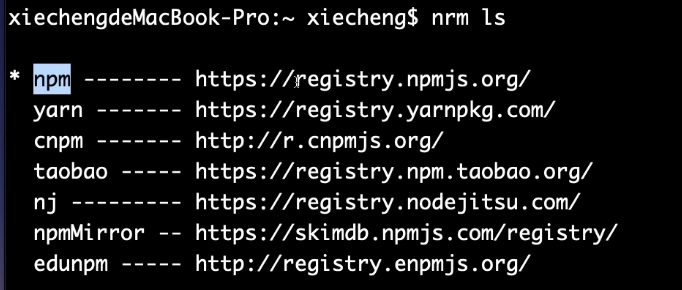 xiechengdeMacBook-Pro:~ xiecheng$ nrm ls
* npm -------- https://registry.npmjs.org/
yarn ------- https://registry.yarnpkg.com/
cnpm ------- http://r.cnpmjs.org/
taobao ----- https://registry.npm.taobao.org/
nj --------- https://registry.nodejitsu.com/
npmMirror -- https://skimdb.npmjs.com/registry/
edunpm ----- http://registry.enpmjs.org/